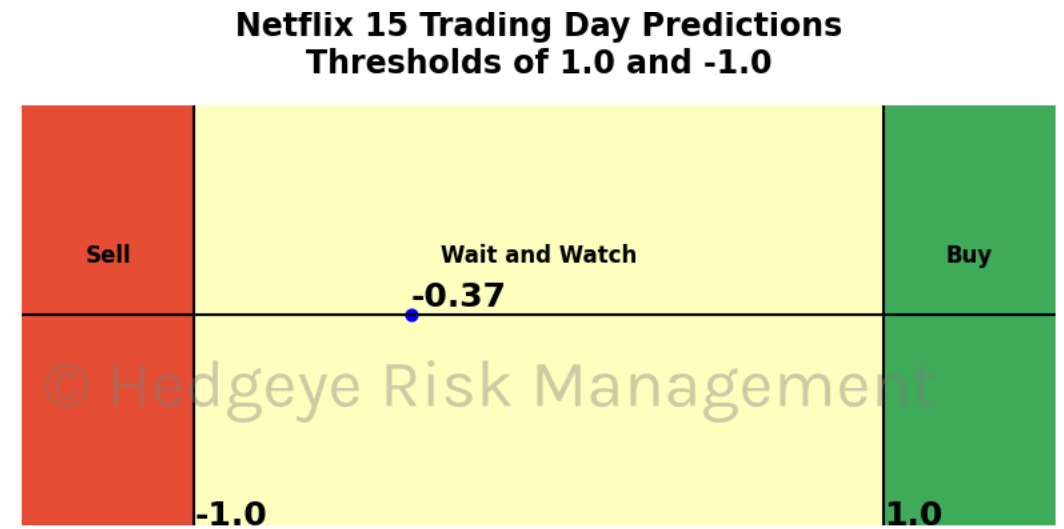 Netflix 15 Trading Day Predictions
Thresholds of 1.0 and -1.0
Sell
Wait and Watch
Buy
-0.37
© Hedgeye Risk Management
-1.0
1.0